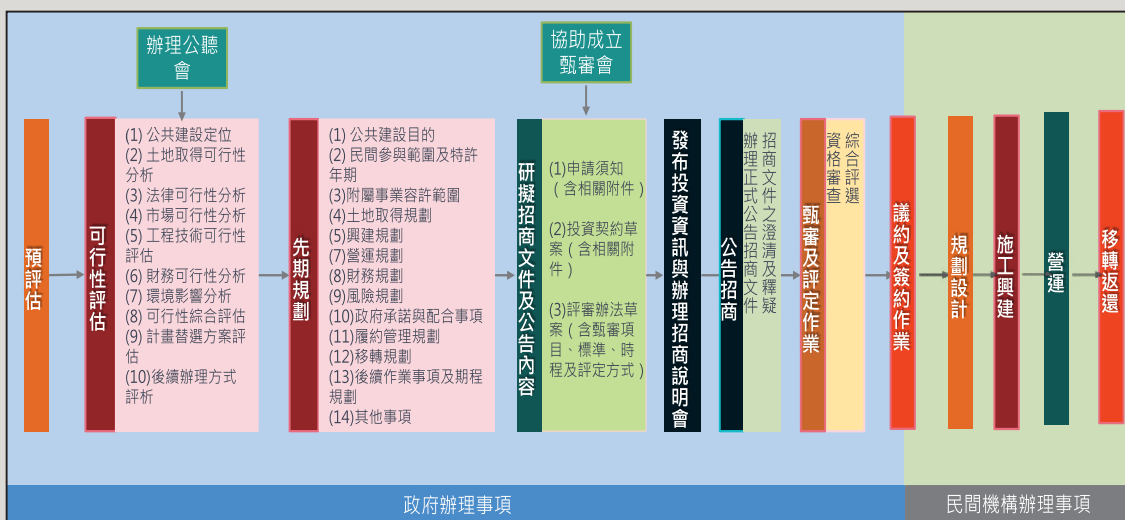 辦理公聽
會
協助成立
甄審會
預評估
可行性評估
(1) 公共建設定位
(2) 土地取得可行性
分析
(3) 法律可行性分析
(4) 市場可行性分析
(5) 工程技術可行性
評估
(6) 財務可行性分析
(7) 環境影響分析
(8) 可行性綜合評估
(9) 計畫替選方案評
估
(10)後續辦理方式
評析
先期規劃
(1) 公共建設目的
(2) 民間參與範圍及特許
年期
(3)附屬事業容許範圍
(4)土地取得規劃
(5)興建規劃
(7)營運規劃
(8)財務規劃
(9)風險規劃
(10)政府承諾與配合事項
(11)履約管理規劃
(12)移轉規劃
(13)後續作業事項及期程
規劃
(14)其他事項
研擬招商文件及公告內容
(1)申請須知
（含相關附件）
(2)投資契約草
案（含相關附
件）
(3)評審辦法草
案（含甄審項
目、標準、時
程及評定方式）
發布投資資訊與辦理招商說明會
公告招商
招商文件之澄清及釋疑
辦理正式公告招商文件
甄審及評定作業
綜合評選
資格審查
議約及簽約作業
規劃設計
施工興建
營運
移轉返還
政府辦理事項
民間機構辦理事項